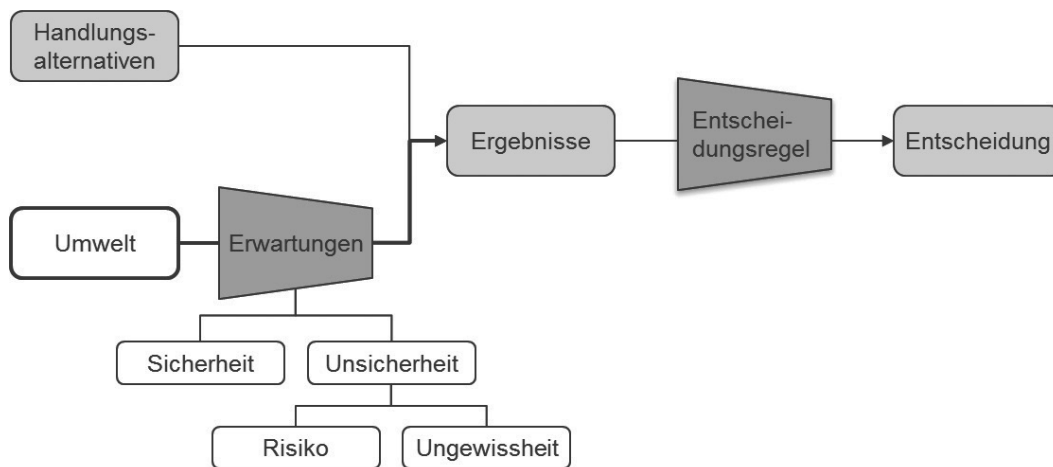 Handlungs-
alternativen
Ergebnisse
Entschei-
dungsregel
Entscheidung
Umwelt
Erwartungen
Sicherheit
Unsicherheit
Risiko
Ungewissheit